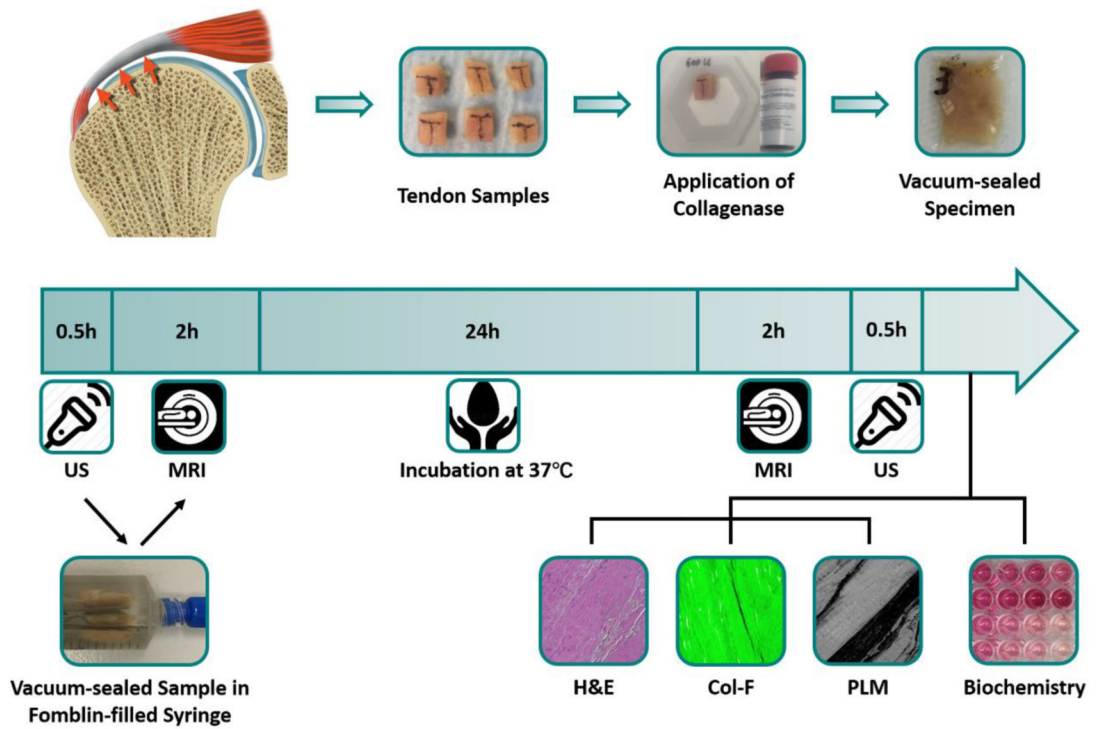 Tendon Samples
Application of
Collagenase
Vacuum-sealed
Specimen
0.5h
2h
24h
2h
0.5h
US
MRI
Incubation at 37℃
MRI
US
Vacuum-sealed Sample in
Fomblin-filled Syringe
H&E
Col-F
PLM
Biochemistry